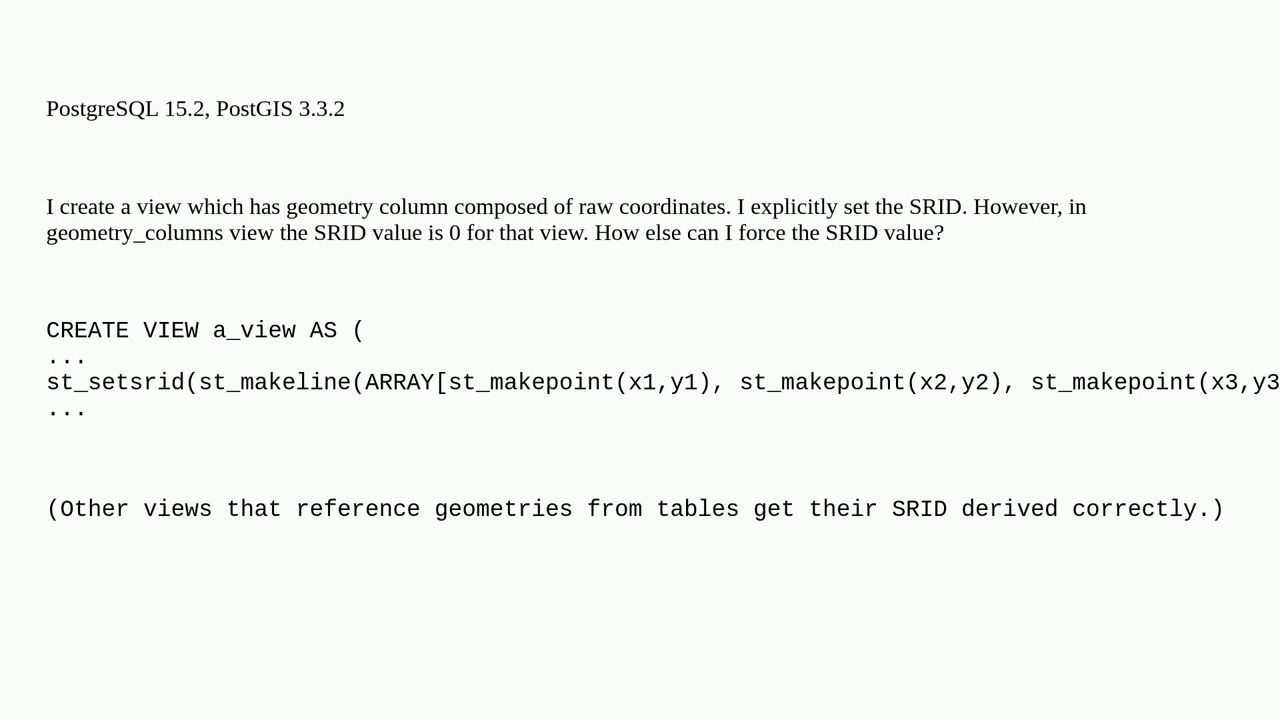 PostgreSQL 15.2, PostGIS 3.3.2
I create a view which has geometry column composed of raw coordinates. I explicitly set the SRID. However, in
geometry_columns view the SRID value is 0 for that view. How else can I force the SRID value?
CREATE VIEW a_view AS (
...
st_setsrid(st_makeline(ARRAY[st_makepoint(x1,y1), st_makepoint(x2,y2), st_makepoint(x3,y3
...
(Other views that reference geometries from tables get their SRID derived correctly.)